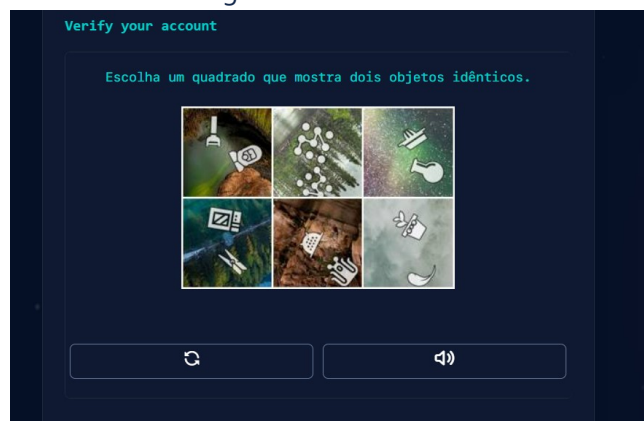 Verify your account
Escolha um quadrado que mostra dois objetos idênticos.